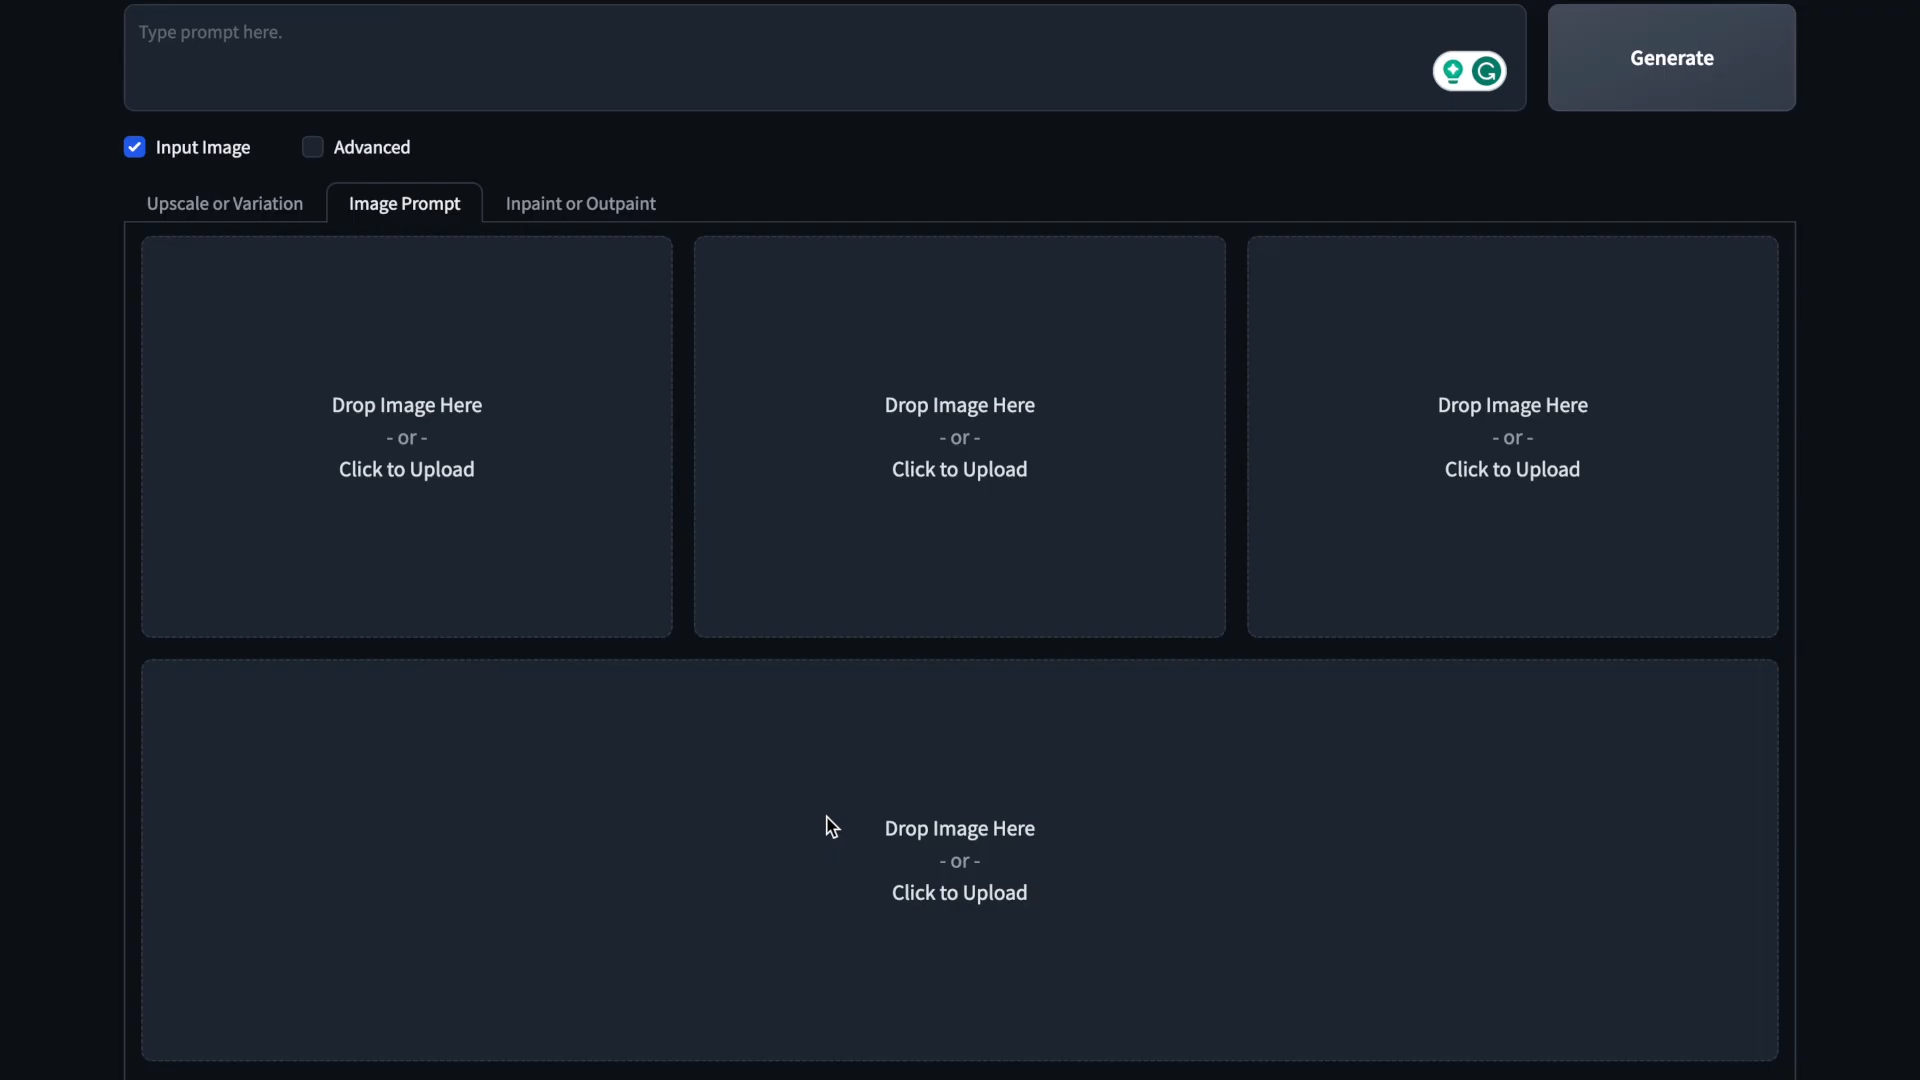 Type prompt here.
Generate
Input Image
Advanced
Upscale or Variation
Image Prompt
Inpaint or Outpaint
Drop Image Here
- or -
Click to Upload
Drop Image Here
- or -
Click to Upload
Drop Image Here
- or -
Click to Upload
Drop Image Here
- or -
Click to Upload